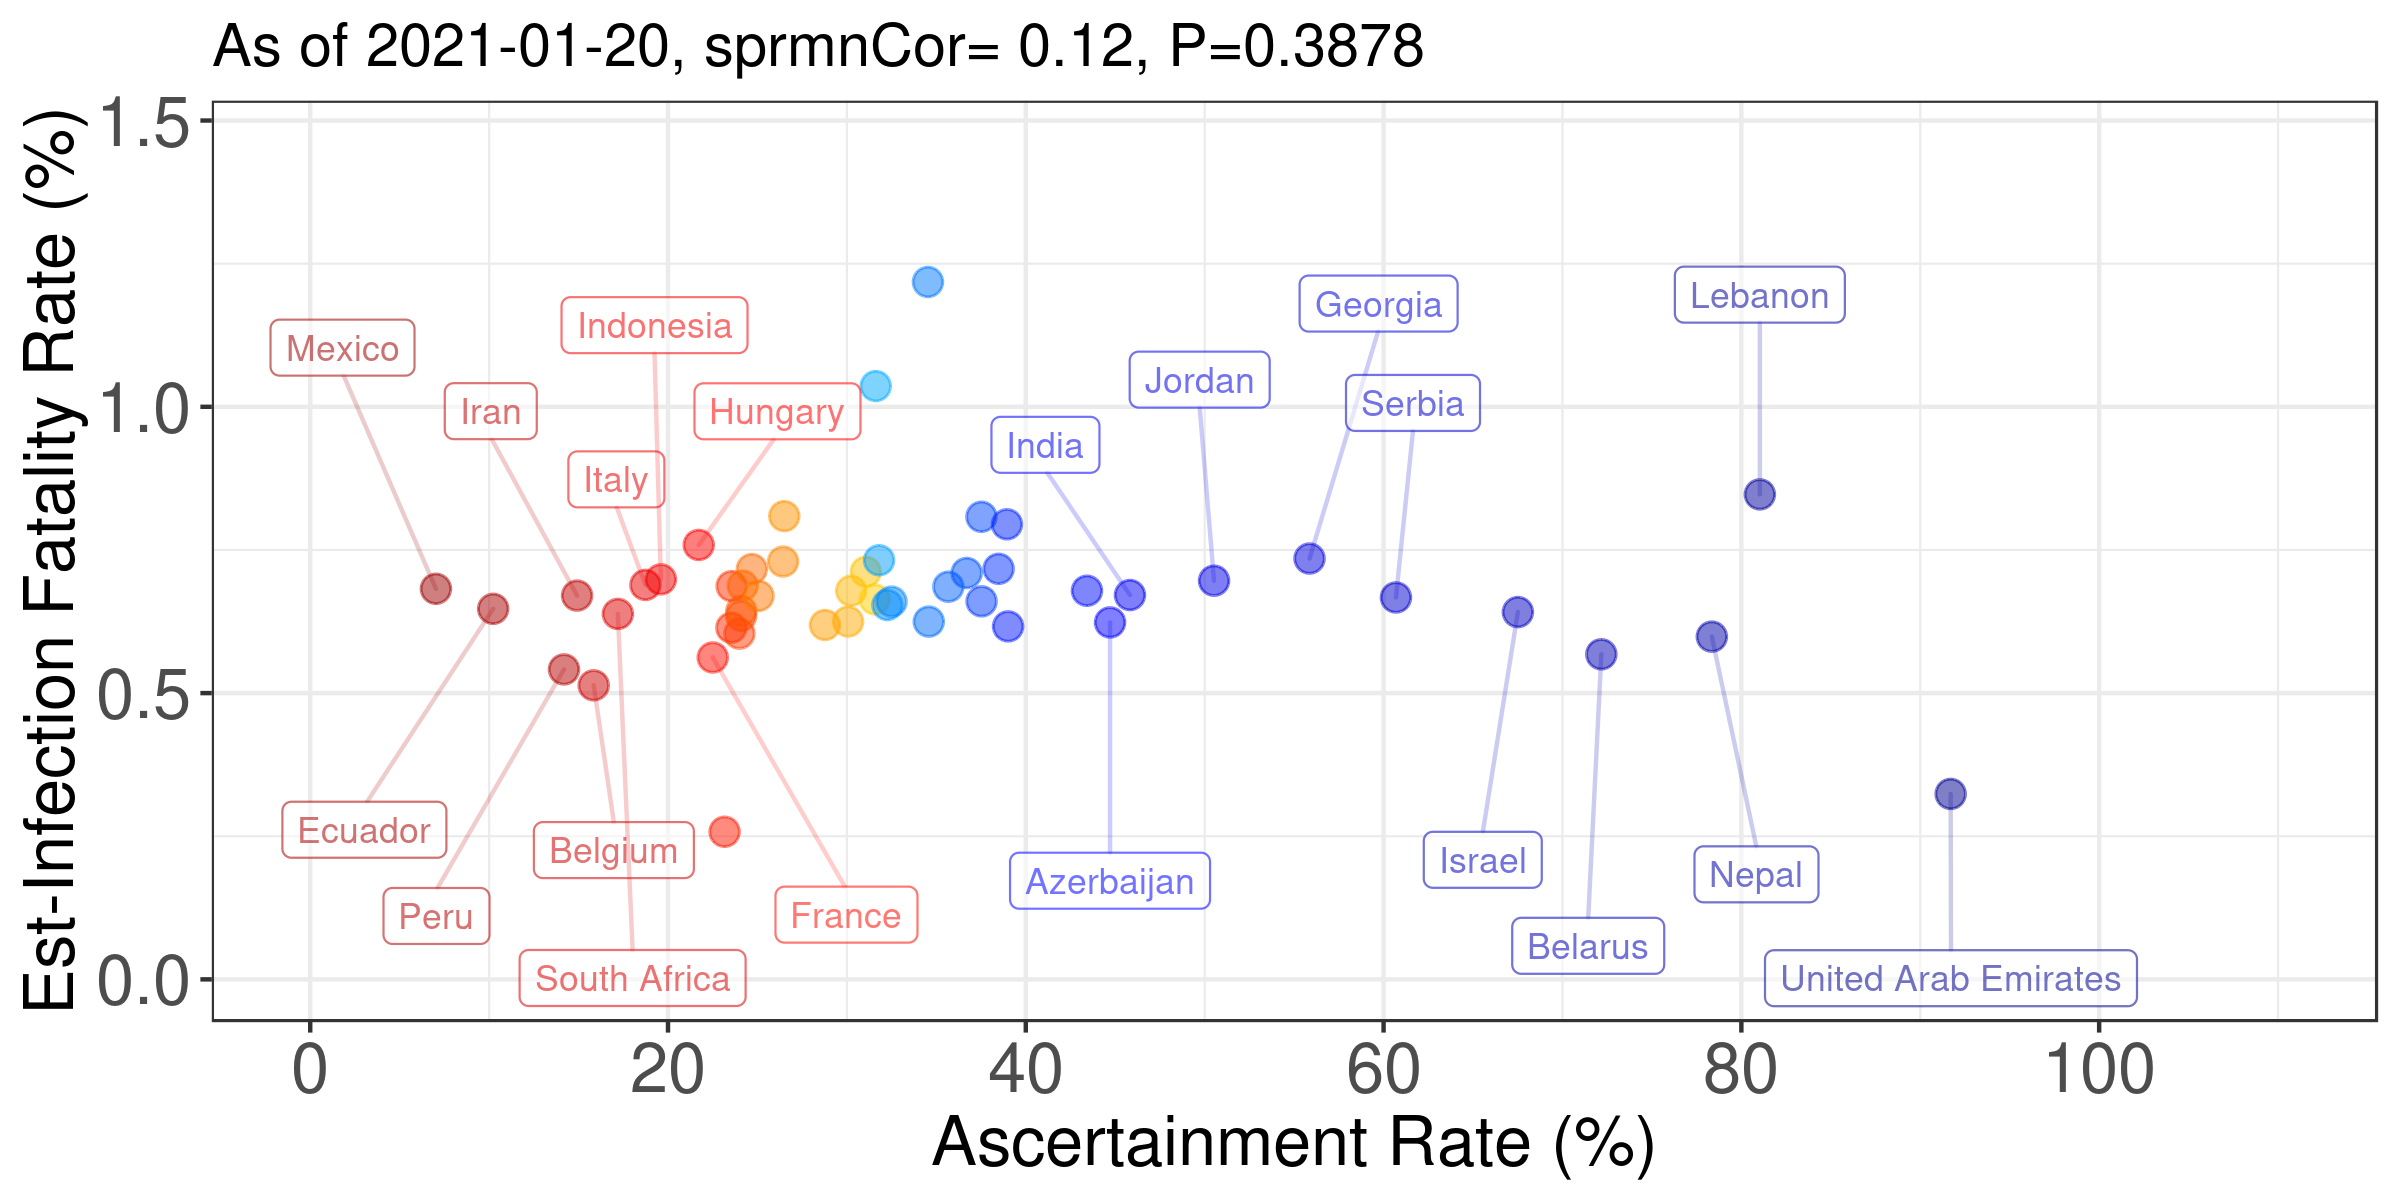 As of 2021-01-20, sprmnCor= 0.12, P=0.3878
Est-Infection Fatality Rate (%)
1.5
1.0
0.5
0.0
Lebanon
Georgia
Indonesia
Mexico
Jordan
Serbia
Iran
Hungary
India
Italy
Ecuador
Belgium
Israel
Nepal
Azerbaijan
Peru
France
Belarus
South Africa
United Arab Emirates
0 20 40 60 80 100
Ascertainment Rate (%)